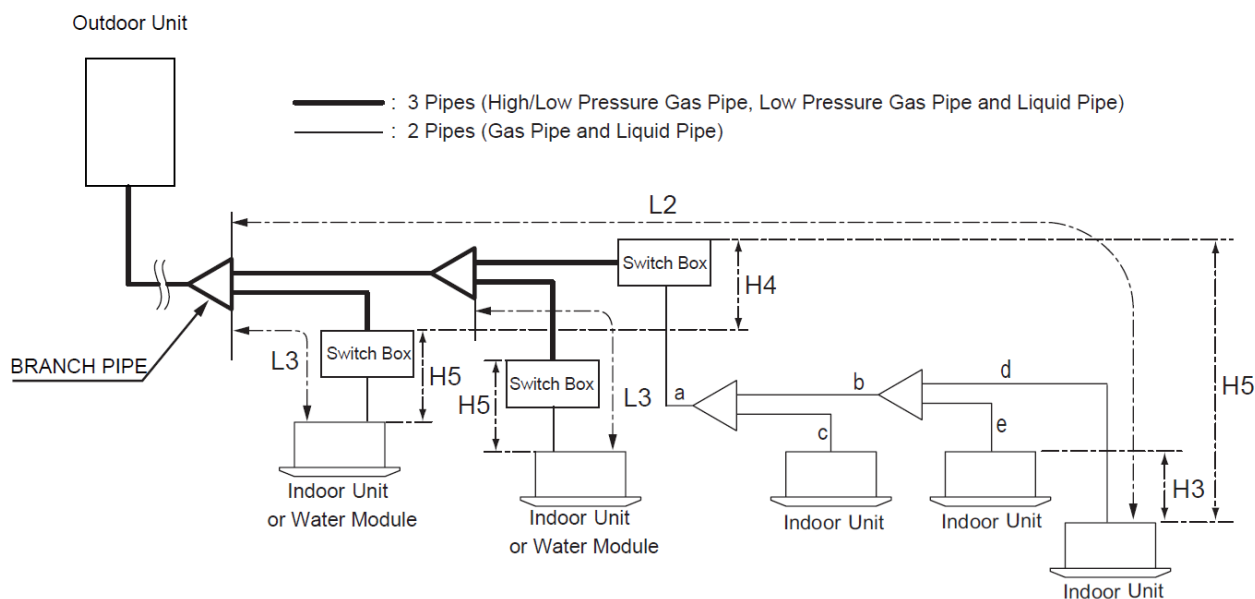 Outdoor Unit
: 3 Pipes (High/Low Pressure Gas Pipe, Low Pressure Gas Pipe and Liquid Pipe)
: 2 Pipes (Gas Pipe and Liquid Pipe)
L2
Switch Box
H4
BRANCH PIPE
L3
Switch Box
H5
H5
Switch Box
L3
a
b
d
c
e
H5
H3
Indoor Unit
or Water Module
Indoor Unit
or Water Module
Indoor Unit
Indoor Unit
Indoor Unit